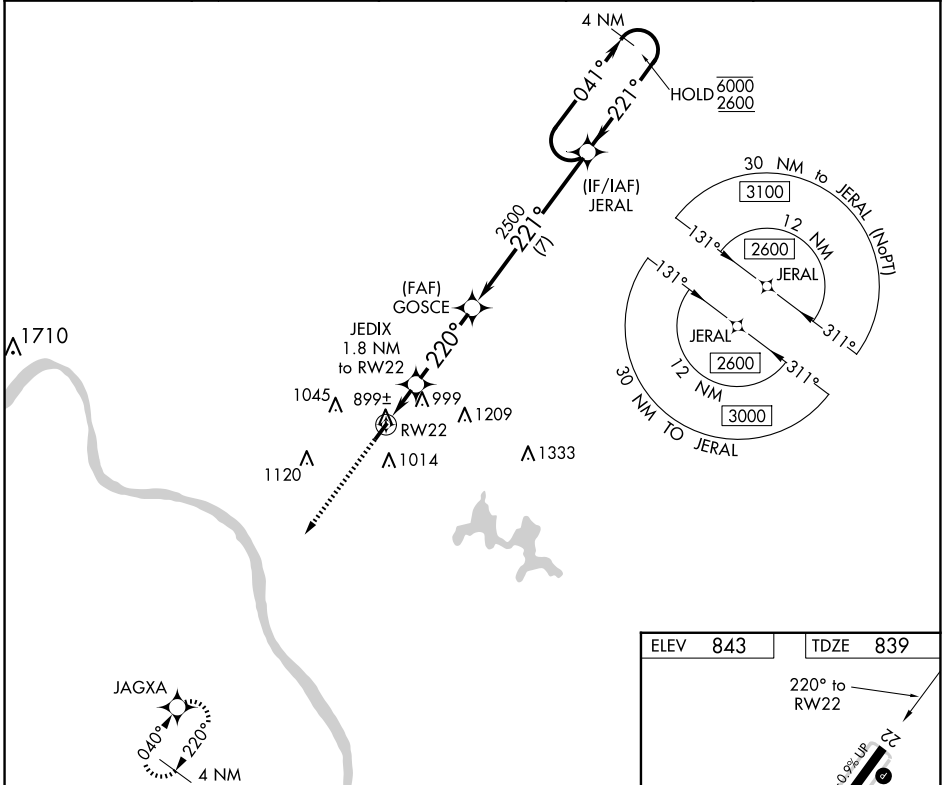 4 NM
041°
221°
HOLD 6000
2600
(IF/IAF)
JERAL
2500
221°
(7)
30 NM to JERAL (NoPT)
3100
12 NM
2600
131°
JERAL
311°
131°
JERAL
2600
311°
12 NM
3000
30 NM TO JERAL
(FAF)
GOSCE
220°
JEDIX
1.8 NM
to RW22
1710
1045
899±
999
1209
RW22
1120
1014
1333
JAGXA
040°
220°
4 NM
ELEV 843
TDZE 839
220° to
RW22
22
0.9% UP
P